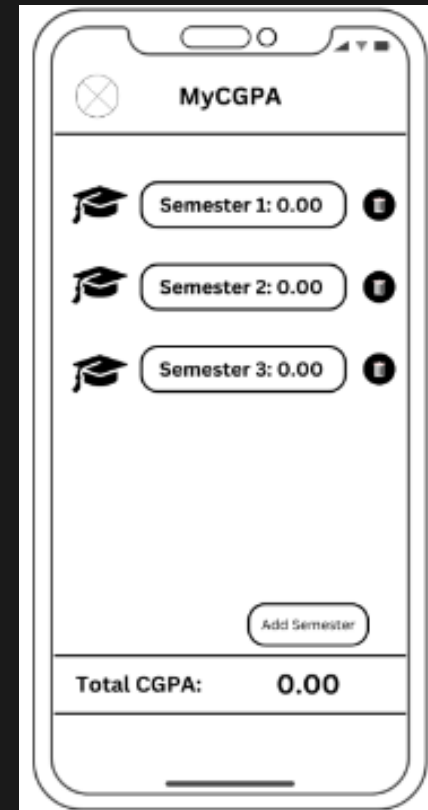 MyCGPA
Semester 1: 0.00
Semester 2: 0.00
Semester 3: 0.00
Add Semester
Total CGPA: 0.00